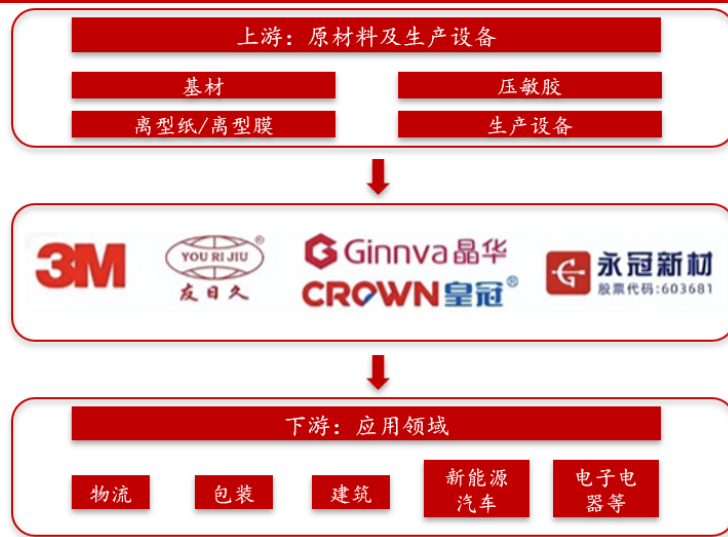 上游：原材料及生产设备
基材
压敏胶
离型纸/离型膜
生产设备
3M
YOU RI JIU
®
友日久
Ginnva晶华
CROWN皇冠®
永冠新材
股票代码:603681
下游：应用领域
物流
包装
建筑
新能源
汽车
电子电
器等